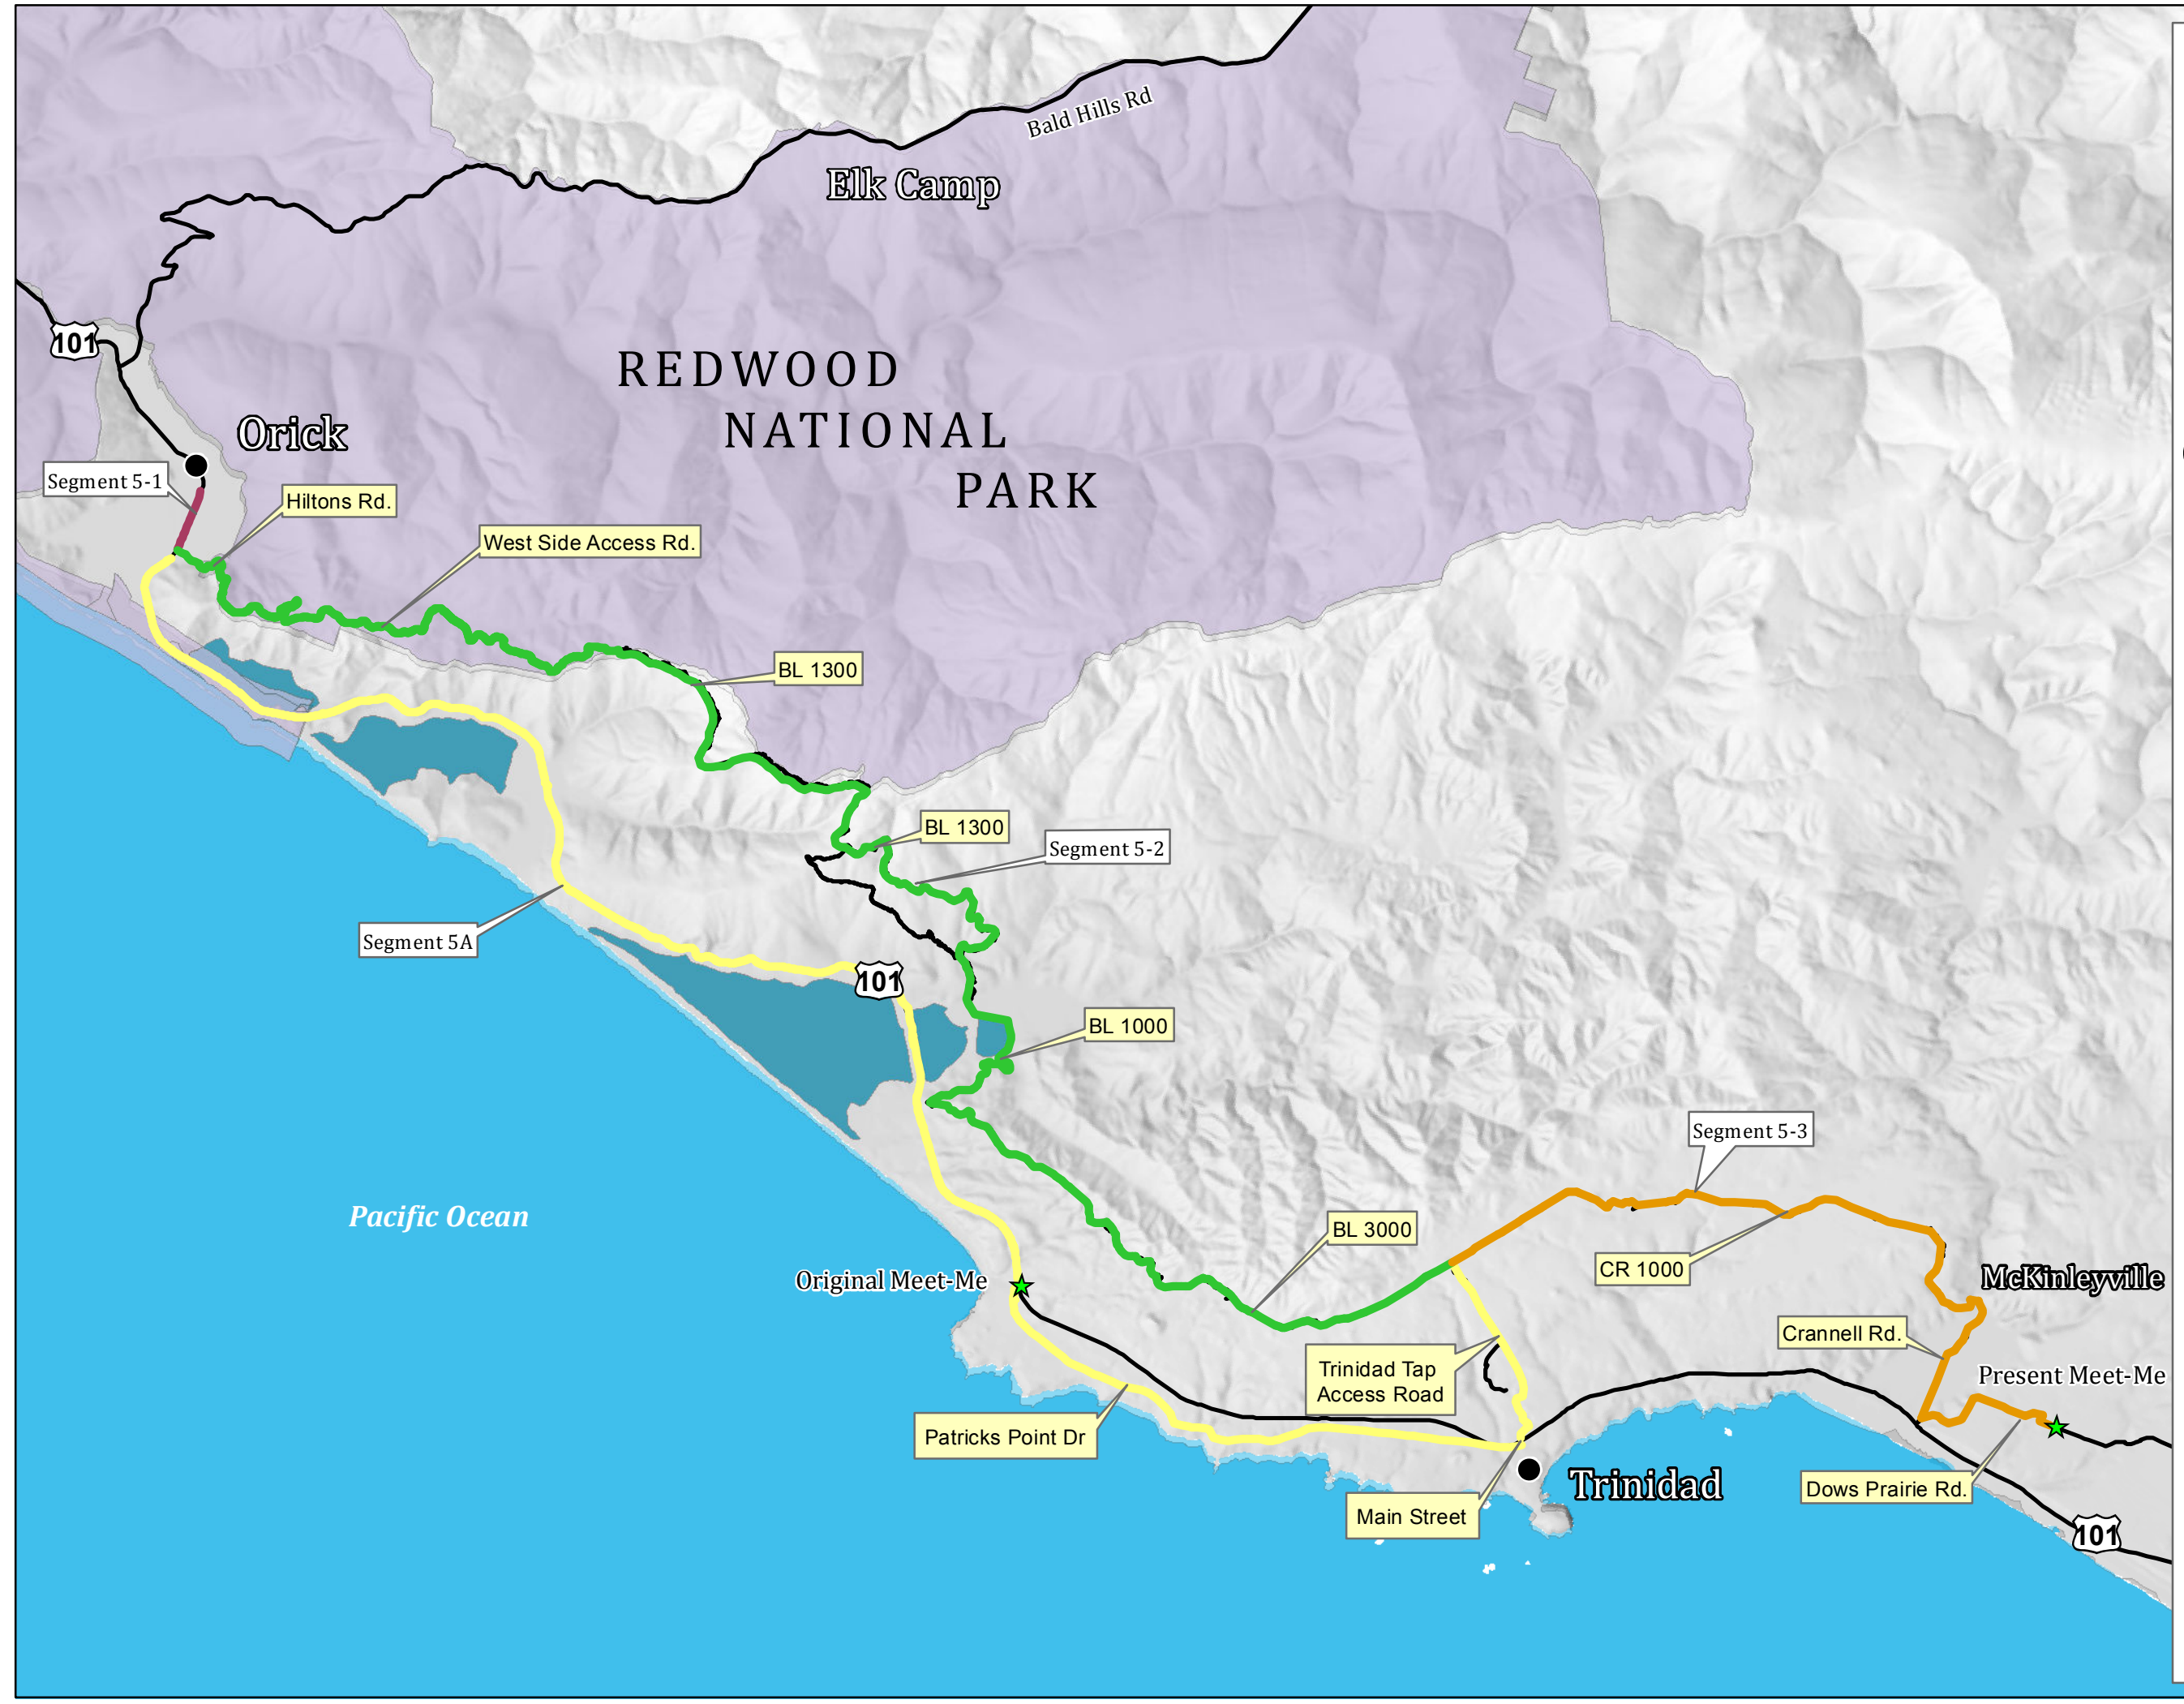 Bald Hills Rd
Elk Camp
101
REDWOOD
NATIONAL
PARK
Orick
Segment 5-1
Hiltons Rd.
West Side Access Rd.
BL 1300
BL 1300
Segment 5-2
Segment 5A
101
BL 1000
Segment 5-3
Pacific Ocean
BL 3000
Original Meet-Me
CR 1000
McKinleyville
Crannell Rd.
Trinidad Tap
Access Road
Present Meet-Me
Patricks Point Dr
Trinidad
Dows Prairie Rd.
Main Street
101